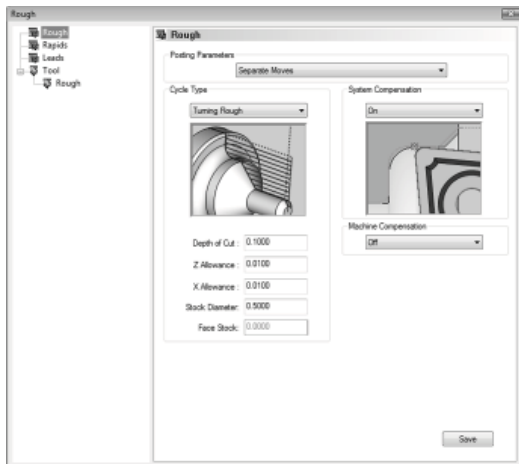 Rough
Rough
Rapids
Leads
Tool
Rough
Rough
Posting Parameters
Separate Moves
Cycle Type
Turning Rough
Depth of Cut : 0.1000
Z Allowance : 0.0100
X Allowance : 0.0100
Stock Diameter: 0.5000
Face Stock: 0.0000
System Compensation
On
Machine Compensation
Off
Save